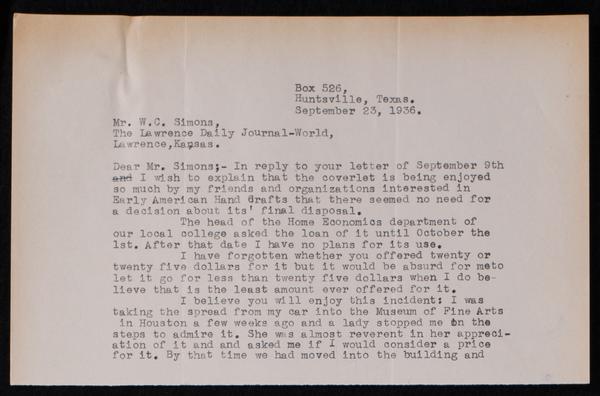 Box 526,
Huntsville, Texas.
September 23, 1936.
Mr. W.C. Simons,
The Lawrence Daily Journal-World,
Lawrence,Kansas.
Dear Mr. Simons;- In reply to your letter of September 9th
and I wish to explain that the coverlet is being enjoyed
so much by my friends and organizations interested in
Early American Hand Crafts that there seemed no need for
a decision about its' final disposal.
The head of the Home Economics department of
our local college asked the loan of it until October the
1st. After that date I have no plans for its use.
I have forgotten whether you offered twenty or
twenty five dollars for it but it would be absurd for meto
let it go for less than twenty five dollars when I do be-
lieve that is the least amount ever offered for it.
I believe you will enjoy this incident: I was
taking the spread from my car into the Museum of Fine Arts
in Houston a few weeks ago and a lady stopped me on the
steps to admire it. She was almost reverent in her appreci-
ation of it and and asked me if I would consider a price
for it. By that time we had moved into the building and